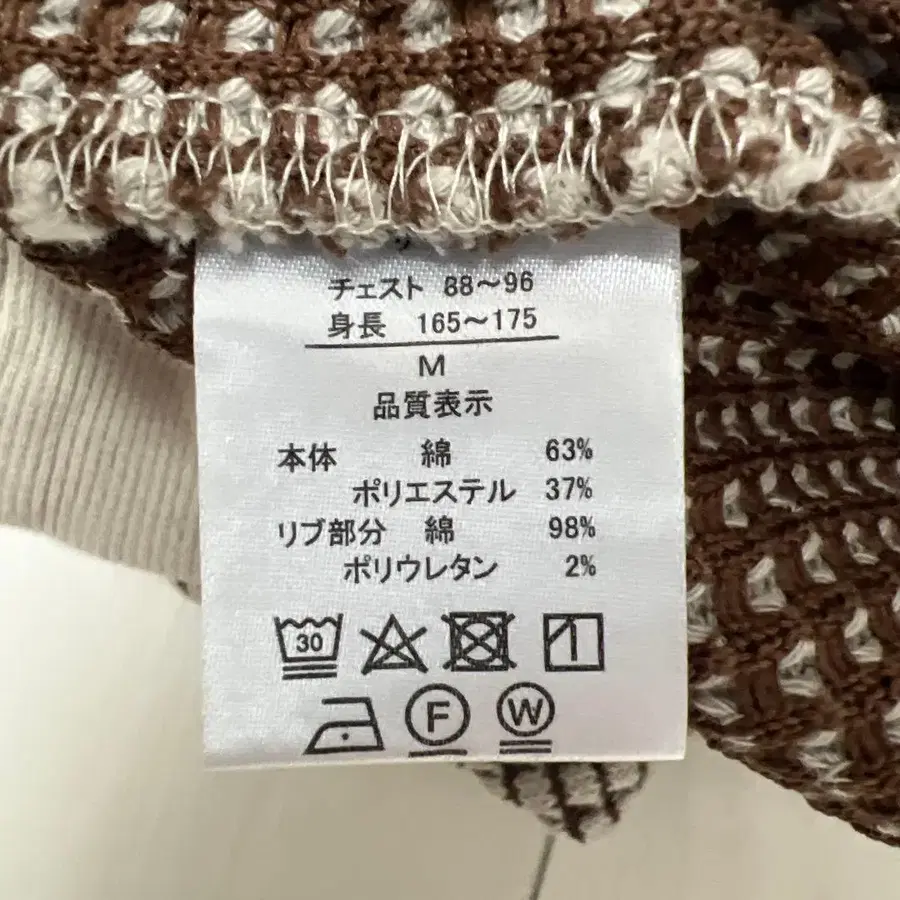 チェスト 88～96
身長 165～175
M
品質表示
本体 綿 63%
ポリエステル 37%
リブ部分 綿 98%
ポリウレタン 2%
30
F W